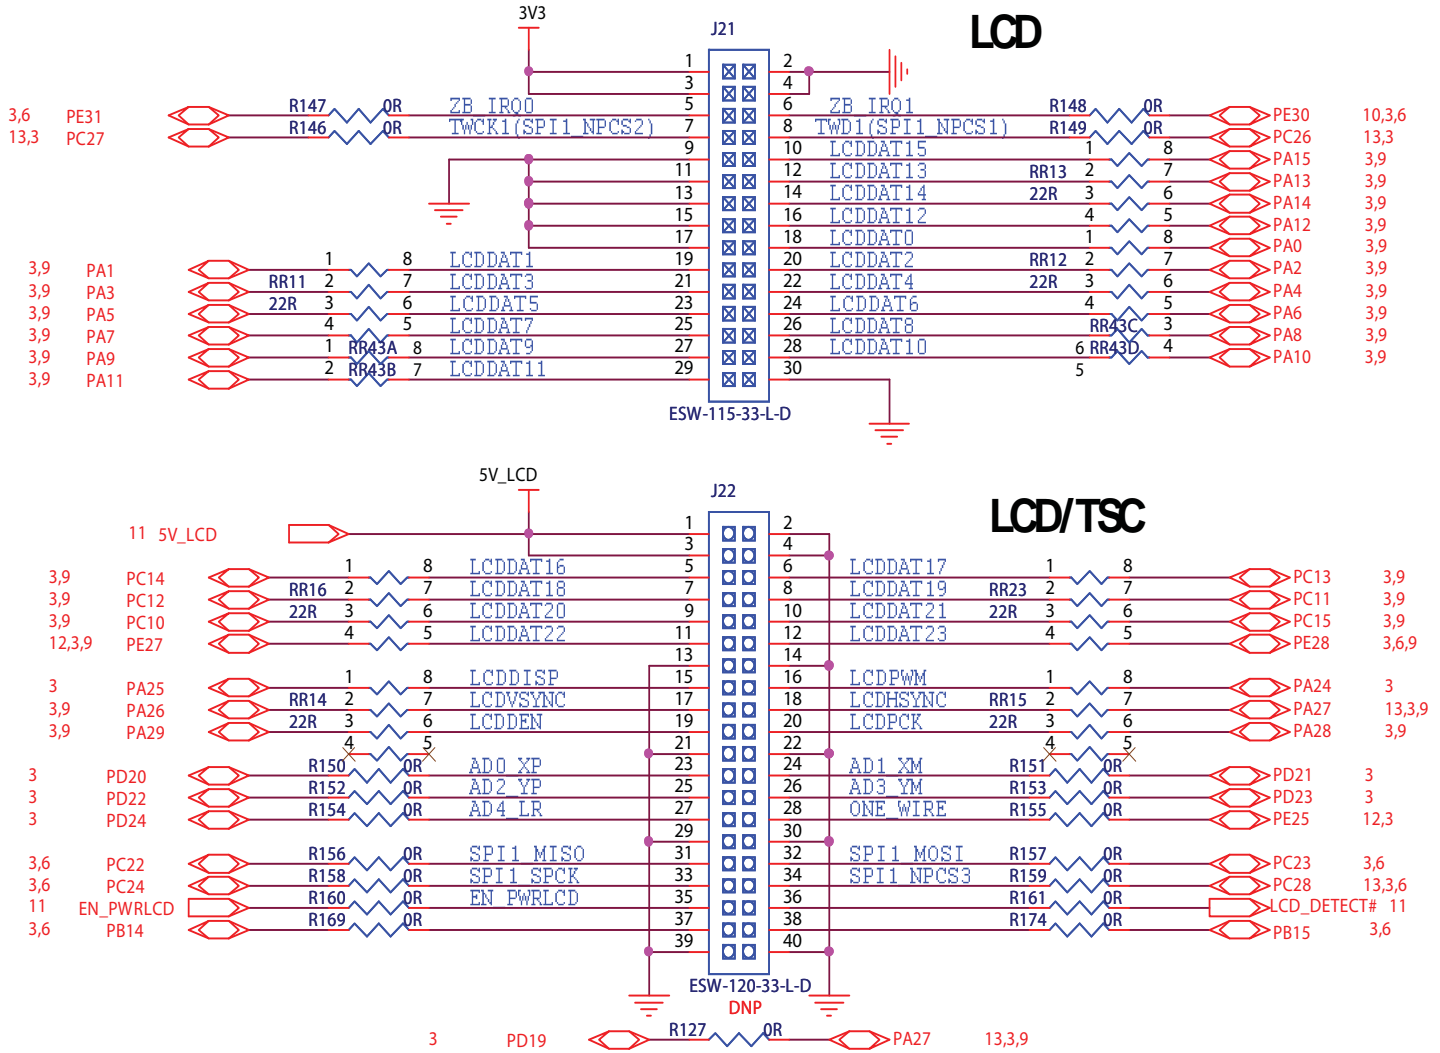 3V3
J21
LCD
1 2
3 4
3,6 PE31 R147 0R ZB_IRQ0 5 6 ZB_IRQ1 R148 0R PE30 10,3,6
13,3 PC27 R146 0R TWCK1(SPI1_NPCS2) 7 8 TWD1(SPI1_NPCS1) R149 0R PC26 13,3
9 10 LCDDAT15 1 8 PA15 3,9
11 12 LCDDAT13 RR13 2 7 PA13 3,9
13 14 LCDDAT14 22R 3 6 PA14 3,9
15 16 LCDDAT12 4 5 PA12 3,9
17 18 LCDDAT0 1 8 PA0 3,9
3,9 PA1 1 8 LCDDAT1 19 20 LCDDAT2 RR12 2 7 PA2 3,9
3,9 PA3 RR11 2 7 LCDDAT3 21 22 LCDDAT4 22R 3 6 PA4 3,9
3,9 PA5 22R 3 6 LCDDAT5 23 24 LCDDAT6 4 5 PA6 3,9
3,9 PA7 4 5 LCDDAT7 25 26 LCDDAT8 RR43C 3 PA8 3,9
3,9 PA9 1 RR43A 8 LCDDAT9 27 28 LCDDAT10 6 RR43D 4 PA10 3,9
3,9 PA11 2 RR43B 7 LCDDAT11 29 30 5
ESW-115-33-L-D
5V_LCD
J22
LCD/TSC
11 5V_LCD 1 2
3 4
3,9 PC14 1 8 LCDDAT16 5 6 LCDDAT17 1 8 PC13 3,9
3,9 PC12 RR16 2 7 LCDDAT18 7 8 LCDDAT19 RR23 2 7 PC11 3,9
3,9 PC10 22R 3 6 LCDDAT20 9 10 LCDDAT21 22R 3 6 PC15 3,9
12,3,9 PE27 4 5 LCDDAT22 11 12 LCDDAT23 4 5 PE28 3,6,9
13 14
3 PA25 1 8 LCDDISP 15 16 LCDPWM 1 8 PA24 3
3,9 PA26 RR14 2 7 LCDVSYNC 17 18 LCDHSYNC RR15 2 7 PA27 13,3,9
3,9 PA29 22R 3 6 LCDDEN 19 20 LCDPCK 22R 3 6 PA28 3,9
4 5 21 22 4 5
3 PD20 R150 0R AD0_XP 23 24 AD1_XM R151 0R PD21 3
3 PD22 R152 0R AD2_YP 25 26 AD3_YM R153 0R PD23 3
3 PD24 R154 0R AD4_LR 27 28 ONE_WIRE R155 0R PE25 12,3
29 30
3,6 PC22 R156 0R SPI1_MISO 31 32 SPI1_MOSI R157 0R PC23 3,6
3,6 PC24 R158 0R SPI1_SPCK 33 34 SPI1_NPCS3 R159 0R PC28 13,3,6
11 EN_PWRLCD R160 0R EN_PWRLCD 35 36 R161 0R LCD_DETECT# 11
3,6 PB14 R169 0R 37 38 R174 0R PB15 3,6
39 40
ESW-120-33-L-D
DNP
3 PD19 R127 0R PA27 13,3,9